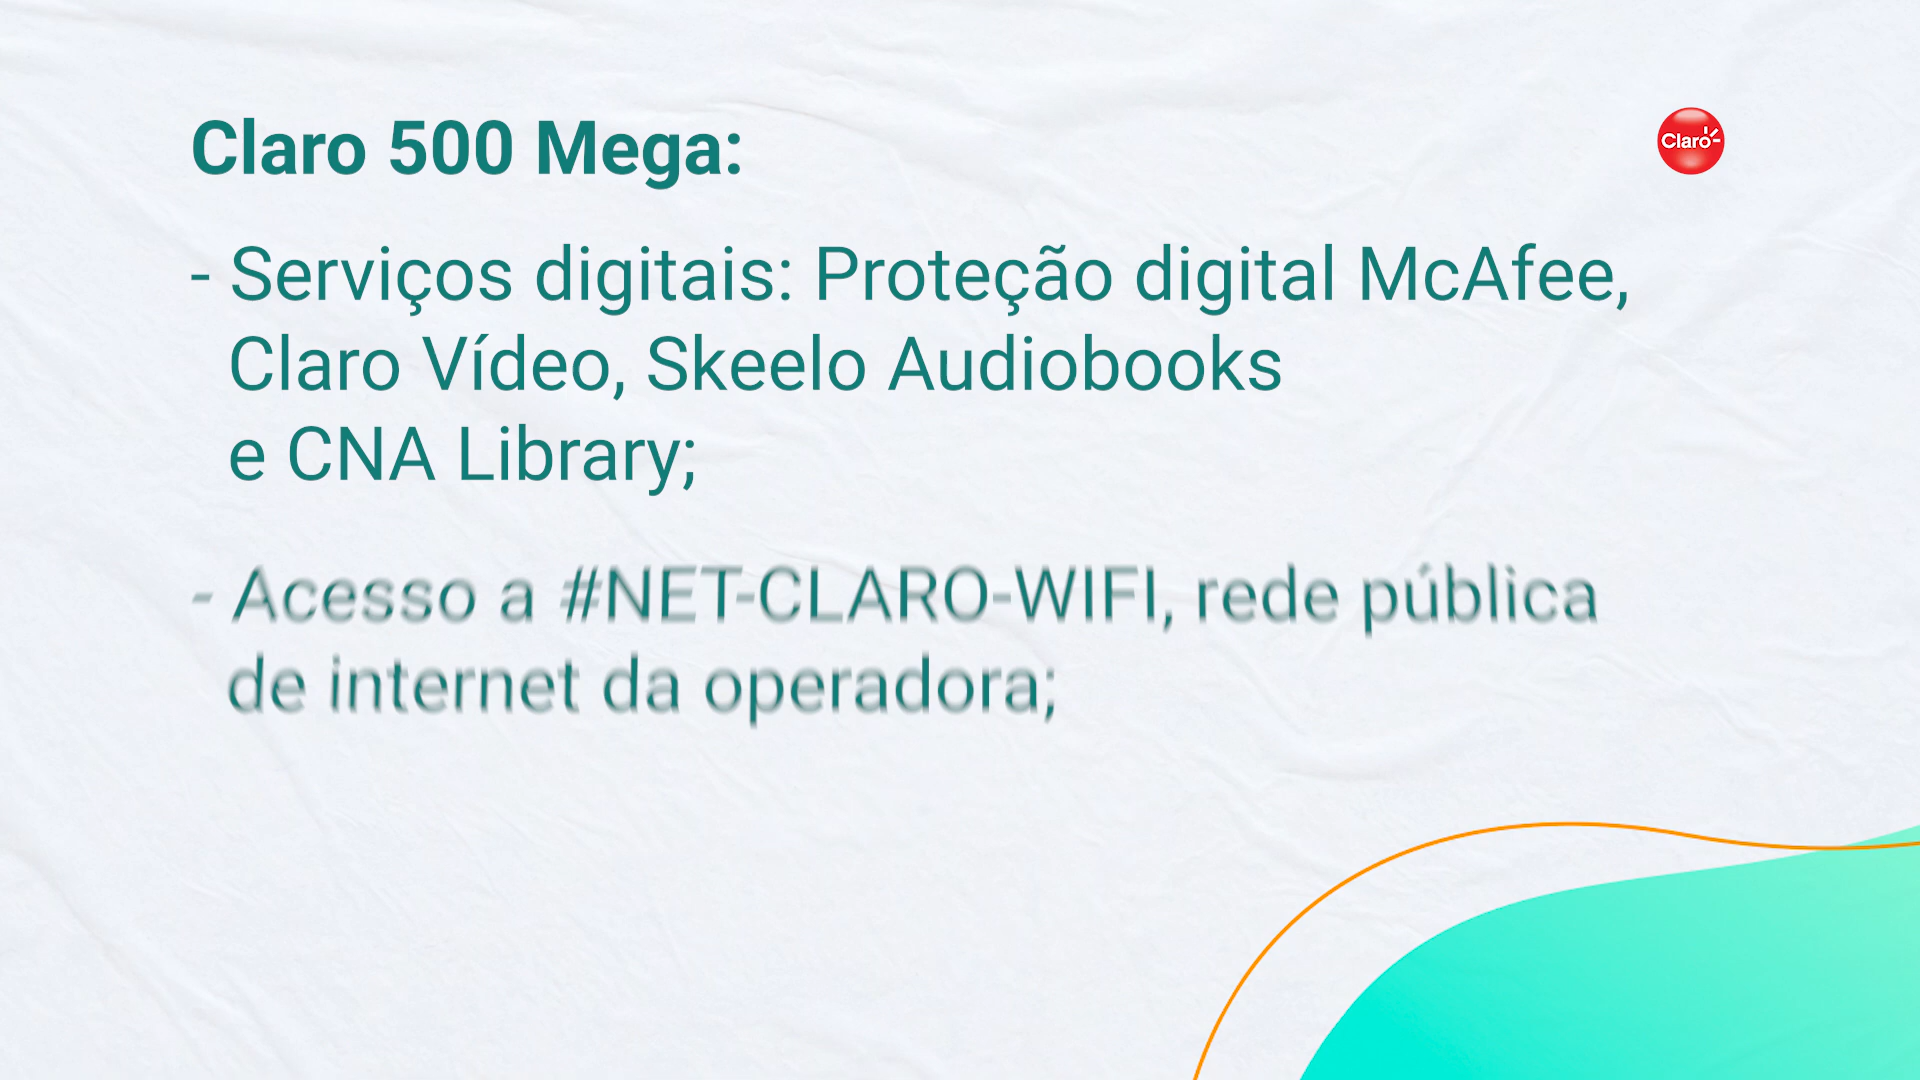 Claro 500 Mega:
Claro
- Serviços digitais: Proteção digital McAfee,
Claro Vídeo, Skeelo Audiobooks
e CNA Library;
- Acesso a #NET-CLARO-WIFI, rede pública
de internet da operadora;